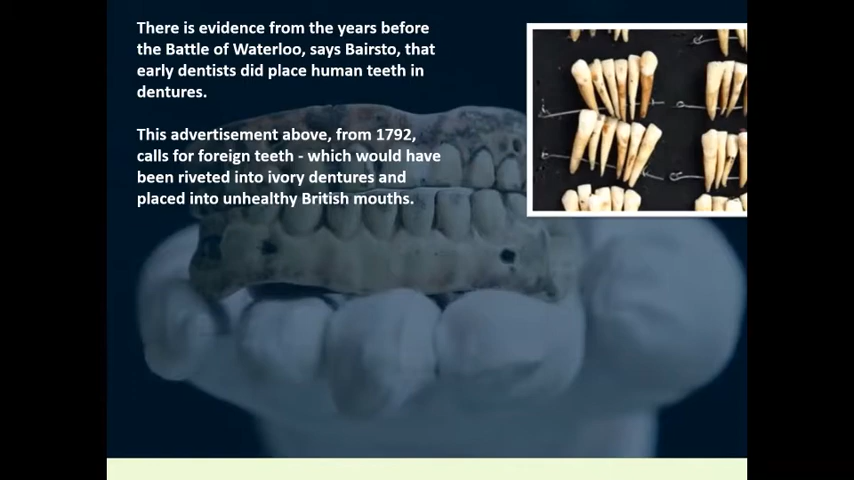 There is evidence from the years before
the Battle of Waterloo, says Bairsto, that
early dentists did place human teeth in
dentures.
This advertisement above, from 1792,
calls for foreign teeth - which would have
been riveted into ivory dentures and
placed into unhealthy British mouths.